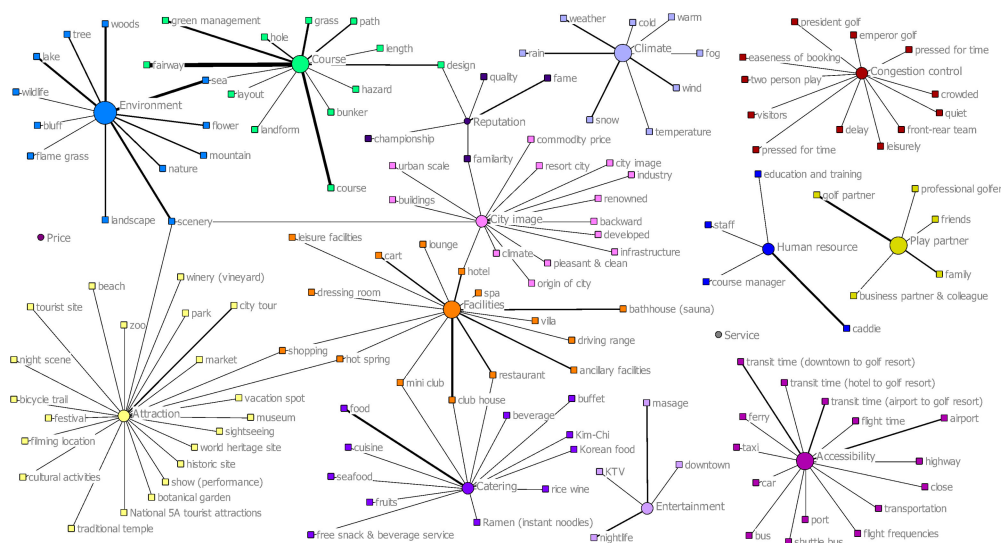 woods
green management
grass
path
weather
cold
warm
president golf
emperor golf
tree
hole
length
rain
Climate
fog
pressed for time
lake
fairway
Course
design
quality
fame
easeness of booking
Congestion control
sea
wildlife
layout
hazard
wind
two person play
crowded
Environment
bunker
visitors
quiet
bluff
flower
landform
Reputation
snow
delay
front-rear team
championship
temperature
commodity price
leisurely
flame grass
mountain
familarity
pressed for time
nature
urban scale
resort city
city image
industry
education and training
course
golf partner
professional golfer
buildings
renowned
landscape
scenery
City image
backward
staff
friends
Price
leisure facilities
lounge
developed
Human resource
Play partner
cart
climate
infrastructure
hotel
pleasant & clean
family
winery (vineyard)
course manager
beach
dressing room
spa
origin of city
business partner & colleague
tourist site
park
city tour
Facilities
bathhouse (sauna)
zoo
villa
caddie
Service
driving range
night scene
market
shopping
hot spring
transit time (downtown to golf resort)
restaurant
ancillary facilities
mini club
transit time (hotel to golf resort)
bicycle trail
vacation spot
club house
buffet
masage
transit time (airport to golf resort)
food
beverage
festival
Attraction
museum
ferry
flight time
airport
sightseeing
Kim-Chi
filming location
world heritage site
cuisine
Korean food
taxi
Accessibility
highway
historic site
KTV
downtown
cultural activities
show (performance)
seafood
Catering
rice wine
car
close
botanical garden
fruits
Entertainment
transportation
National 5A tourist attractions
port
traditional temple
free snack & beverage service
Ramen (instant noodles)
nightlife
bus
shuttle bus
flight frequencies